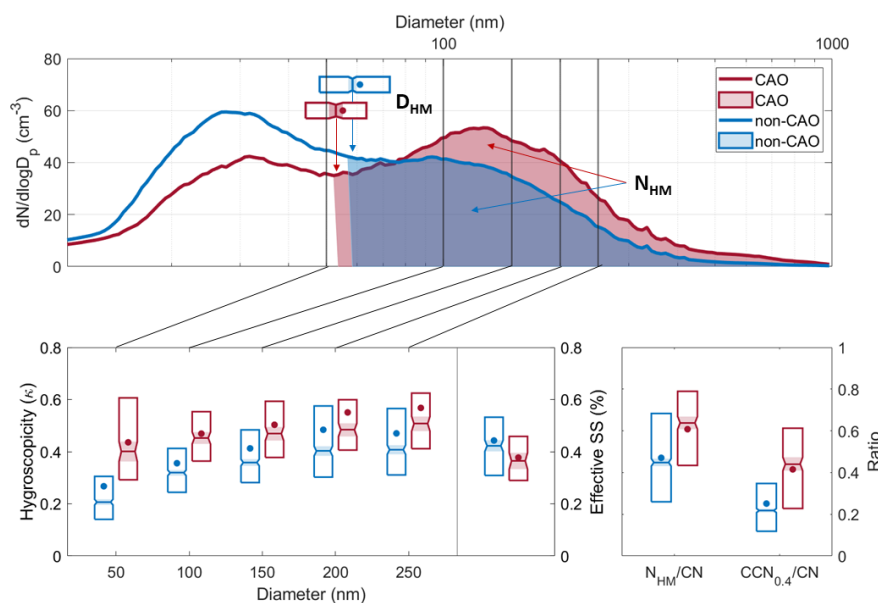 Diameter (nm)
100
1000
80
60
40
20
0
dN/dlogD_p (cm⁻³)
D_HM
N_HM
CAO
CAO
non-CAO
non-CAO
0.8
0.6
0.4
0.2
0
Hygroscopicity (κ)
50
100
150
200
250
Diameter (nm)
0.8
0.6
0.4
0.2
0
Effective SS (%)
1
0.8
0.6
0.4
0.2
0
Ratio
N_HM/CN
CCN_0.4/CN